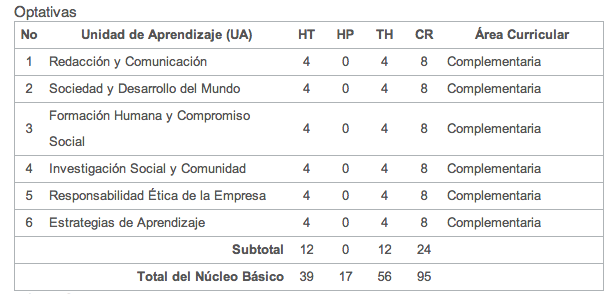 Optativas
No Unidad de Aprendizaje (UA) HT HP TH CR Área Curricular
1 Redacción y Comunicación 4 0 4 8 Complementaria
2 Sociedad y Desarrollo del Mundo 4 0 4 8 Complementaria
3 Formación Humana y Compromiso Social 4 0 4 8 Complementaria
4 Investigación Social y Comunidad 4 0 4 8 Complementaria
5 Responsabilidad Ética de la Empresa 4 0 4 8 Complementaria
6 Estrategias de Aprendizaje 4 0 4 8 Complementaria
Subtotal 12 0 12 24
Total del Núcleo Básico 39 17 56 95